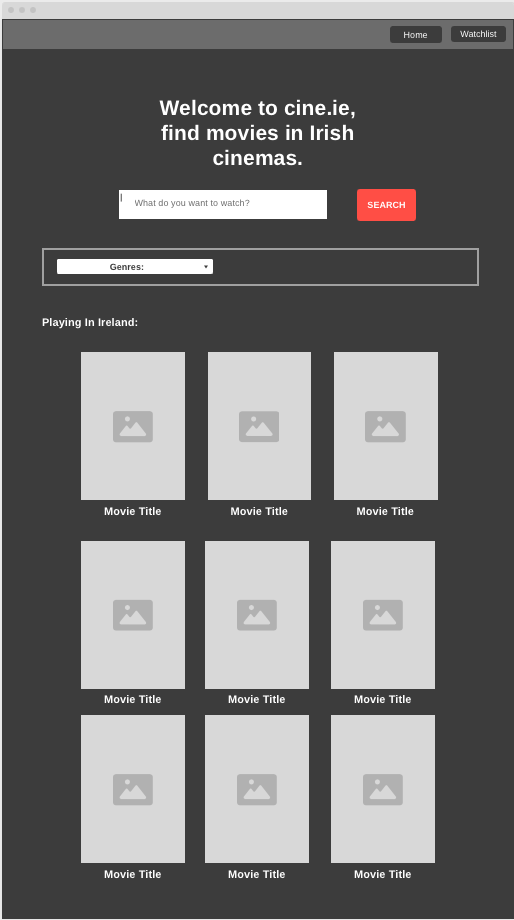 Home
Watchlist
Welcome to cine.ie,
find movies in Irish
cinemas.
What do you want to watch?
SEARCH
Genres:
Playing In Ireland:
Movie Title
Movie Title
Movie Title
Movie Title
Movie Title
Movie Title
Movie Title
Movie Title
Movie Title